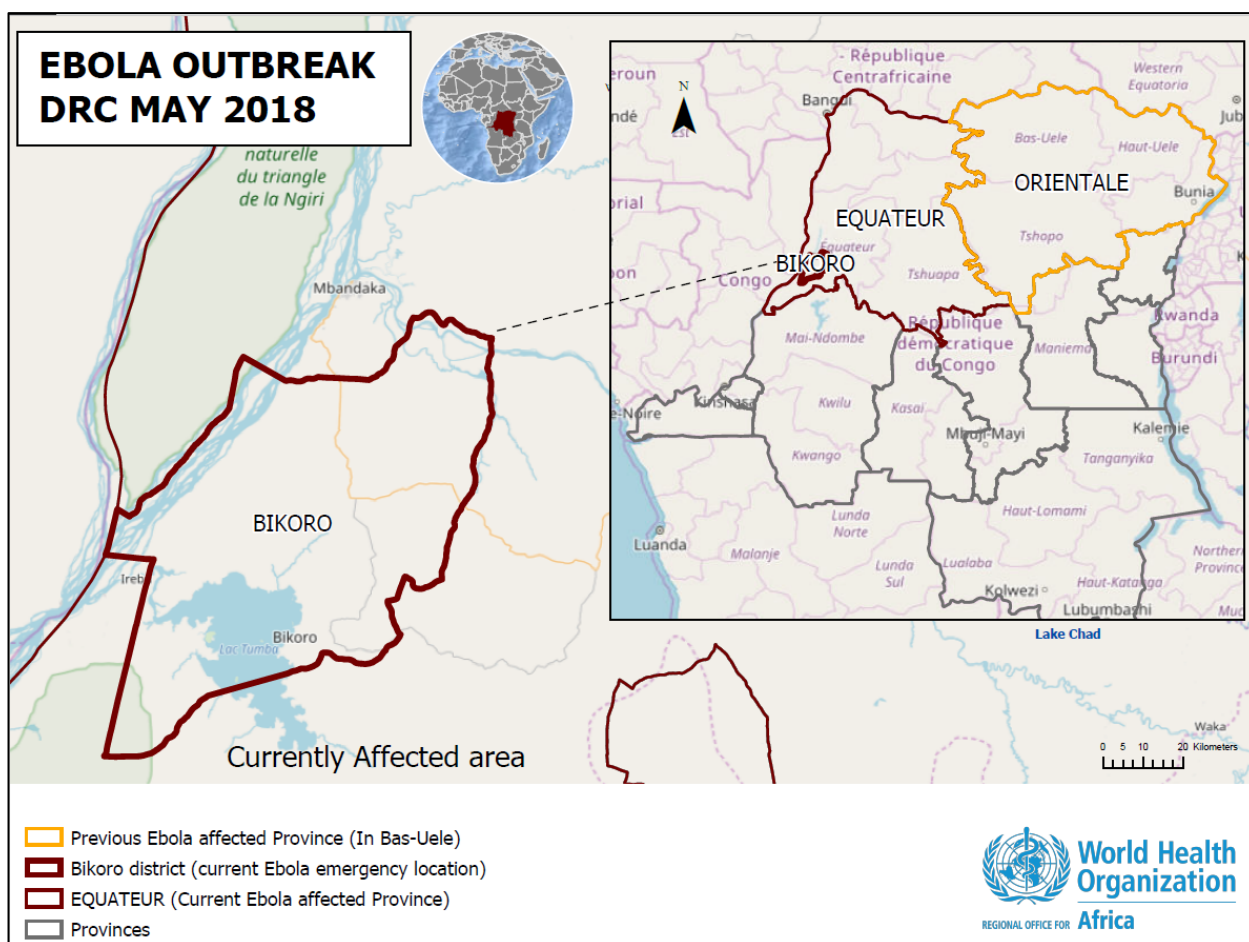 EBOLA OUTBREAK
DRC MAY 2018
naturelle
du triangle
de la Ngiri
Mbandaka
BIKORO
Irebu
Bikoro
Lac Tumba
Currently Affected area
N
- République
Centrafricaine
Western
Equatoria
Bangui
Bas-Uele
Haut-Uele
ORIENTALE
Bunia
EQUATEUR
Équateur
Tshopo
BIKORO
Congo
Tshuapa
République
démocratique
du Congo
Rwanda
Burundi
Mai-Ndombe
Maniema
Kinshasa
e-Noire
Kwilu
Kasaï
Mbuji-Mayi
Kalemie
Kwango
Tanganyika
Lunda
Norte
Haut-Lomami
Luanda
Malanje
Lunda
Sul
Lualaba
Northern
Province
Kolwezi
Haut-Katanga
Lubumbashi
Lake Chad
Waka
0 5 10 20 Kilometers
Previous Ebola affected Province (In Bas-Uele)
Bikoro district (current Ebola emergency location)
EQUATEUR (Current Ebola affected Province)
Provinces
World Health
Organization
REGIONAL OFFICE FOR Africa